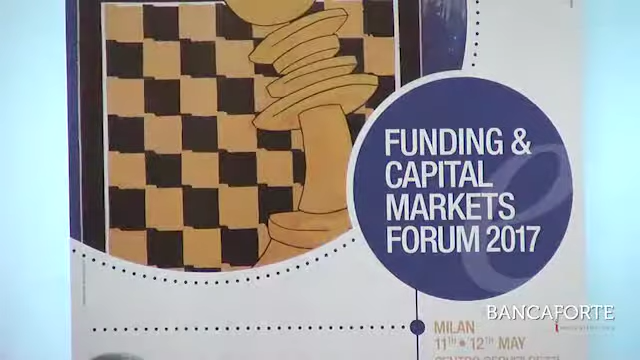 FUNDING &
CAPITAL
MARKETS
FORUM 2017
BANCAFORTE
MILAN
11TH • 12TH MAY